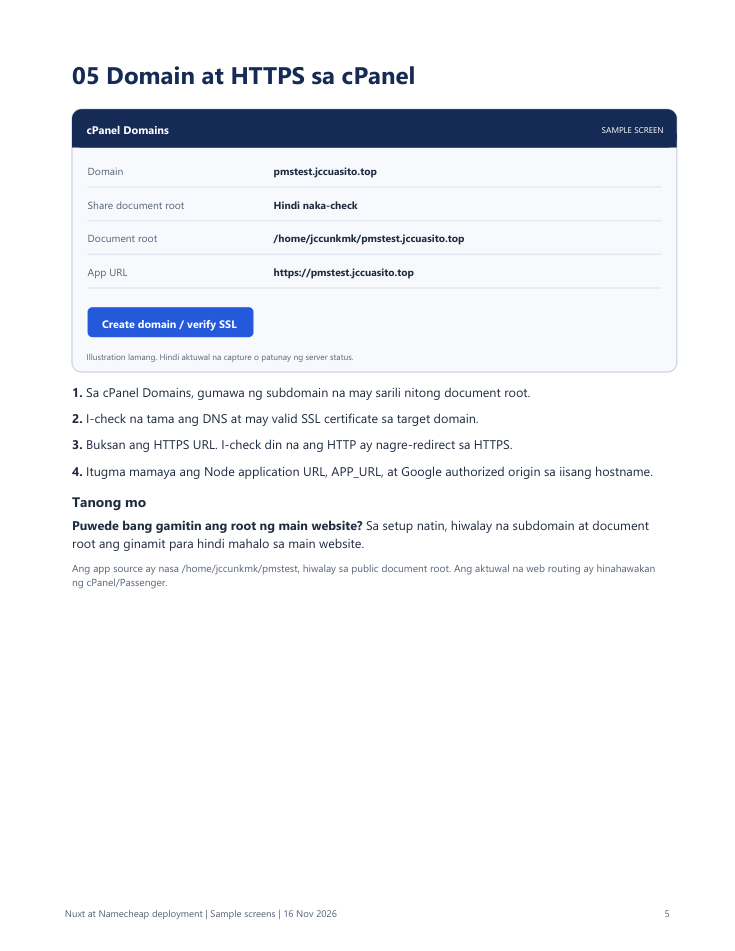 05 Domain at HTTPS sa cPanel
cPanel Domains SAMPLE SCREEN
Domain pmstest.jccuasito.top
Share document root Hindi naka-check
Document root /home/jccunkmk/pmstest.jccuasito.top
App URL https://pmstest.jccuasito.top
Create domain / verify SSL
Illustration lamang. Hindi aktuwal na capture o patunay ng server status.
1. Sa cPanel Domains, gumawa ng subdomain na may sarili nitong document root.
2. I-check na tama ang DNS at may valid SSL certificate sa target domain.
3. Buksan ang HTTPS URL. I-check din na ang HTTP ay nagre-redirect sa HTTPS.
4. Itugma mamaya ang Node application URL, APP_URL, at Google authorized origin sa iisang hostname.
Tanong mo
Puwede bang gamitin ang root ng main website? Sa setup natin, hiwalay na subdomain at document
root ang ginamit para hindi mahalo sa main website.
Ang app source ay nasa /home/jccunkmk/pmstest, hiwalay sa public document root. Ang aktuwal na web routing ay hinahawakan
ng cPanel/Passenger.
Nuxt at Namecheap deployment | Sample screens | 16 Nov 2026 5